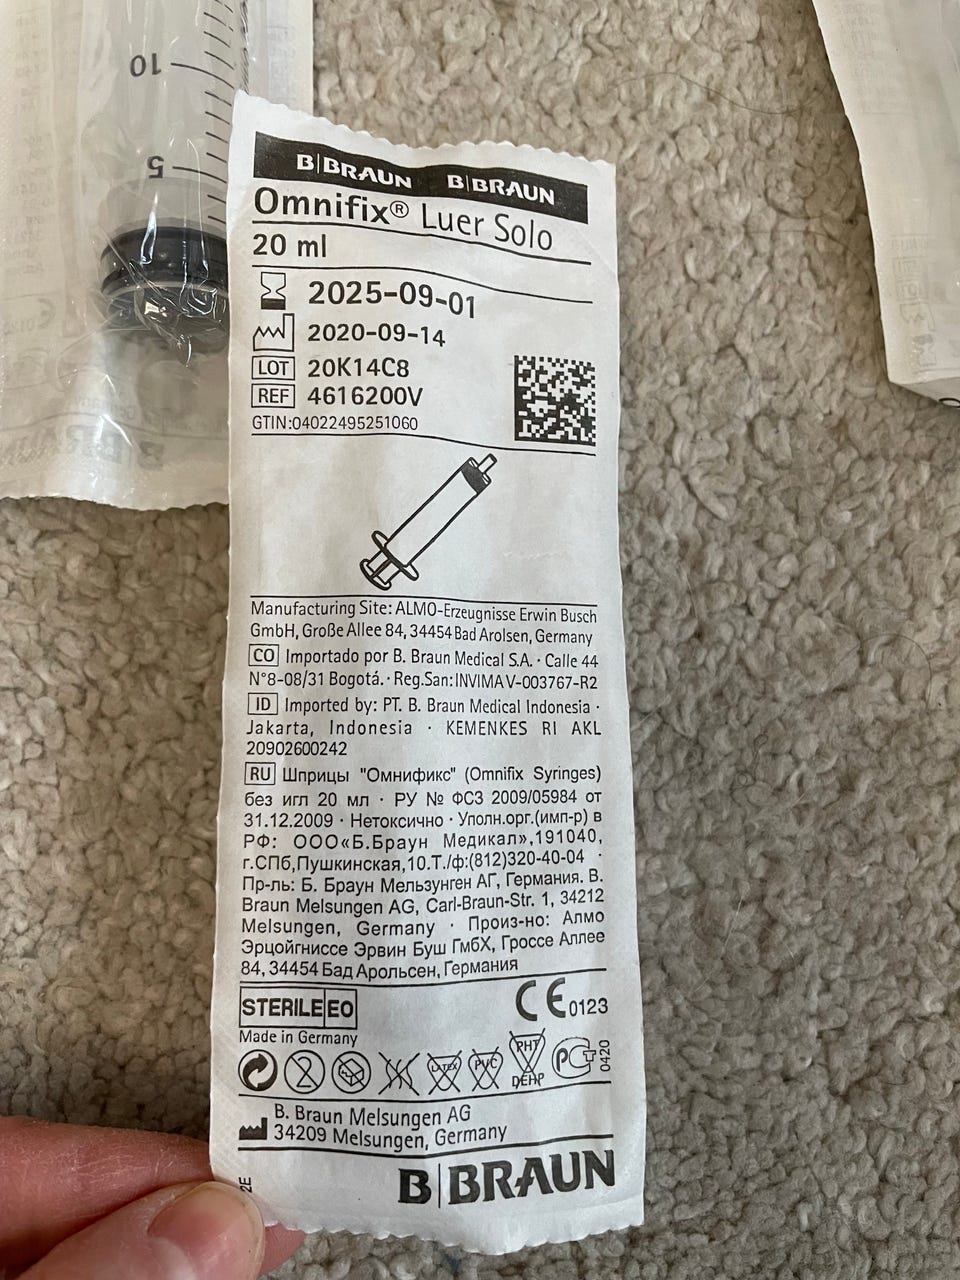 10
5
B|BRAUN B|BRAUN
Omnifix® Luer Solo
20 ml
2025-09-01
2020-09-14
LOT 20K14C8
REF 4616200V
GTIN:04022495251060
Manufacturing Site: ALMO-Erzeugnisse Erwin Busch
GmbH, Große Allee 84, 34454 Bad Arolsen, Germany
CO Importado por B. Braun Medical S.A. · Calle 44
N°8-08/31 Bogotá. · Reg.San:INVIMA V-003767-R2
ID Imported by: PT. B. Braun Medical Indonesia ·
Jakarta, Indonesia · KEMENKES RI AKL
20902600242
RU Шприцы "Омнификс" (Omnifix Syringes)
без игл 20 мл · РУ № ФСЗ 2009/05984 от
31.12.2009 · Нетоксично · Уполн.орг.(имп-р) в
РФ: ООО«Б.Браун Медикал»,191040,
г.СПб,Пушкинская,10.Т./ф:(812)320-40-04 ·
Пр-ль: Б. Браун Мельзунген АГ, Германия. B.
Braun Melsungen AG, Carl-Braun-Str. 1, 34212
Melsungen, Germany · Произ-но: Алмо
Эрцойгниссе Эрвин Буш ГмбХ, Гроссе Аллее
84, 34454 Бад Арользен, Германия
STERILE EO
CE 0123
Made in Germany
2
LATEX
PVC
PHT
DEHP
РСТ
0420
B. Braun Melsungen AG
34209 Melsungen, Germany
2E
B|BRAUN
B|BRAUN